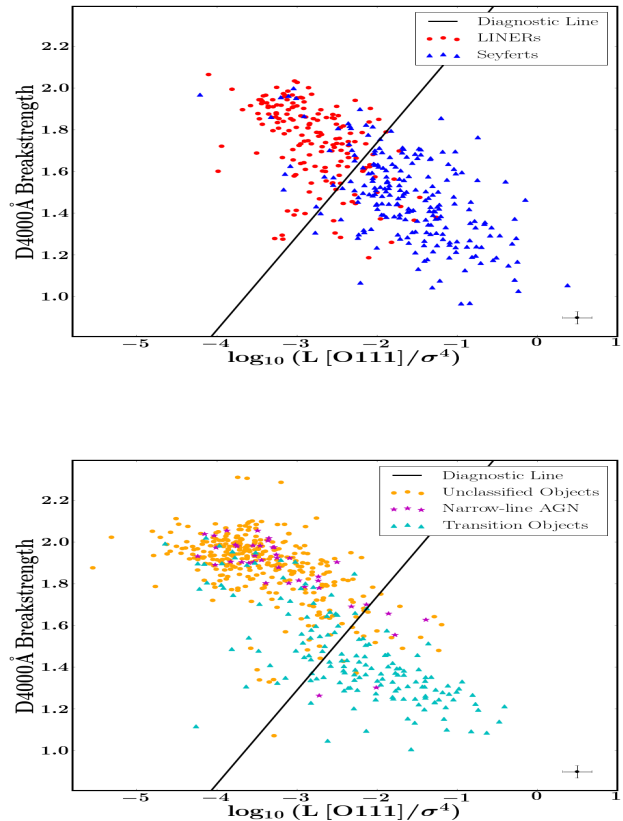 Diagnostic Line
LINERs
Seyferts
2.2
2.0
1.8
1.6
1.4
1.2
1.0
D4000Å Breakstrength
−5 −4 −3 −2 −1 0 1
log₁₀ (L [O111]/σ⁴)
Diagnostic Line
Unclassified Objects
Narrow-line AGN
Transition Objects
2.2
2.0
1.8
1.6
1.4
1.2
1.0
D4000Å Breakstrength
−5 −4 −3 −2 −1 0 1
log₁₀ (L [O111]/σ⁴)